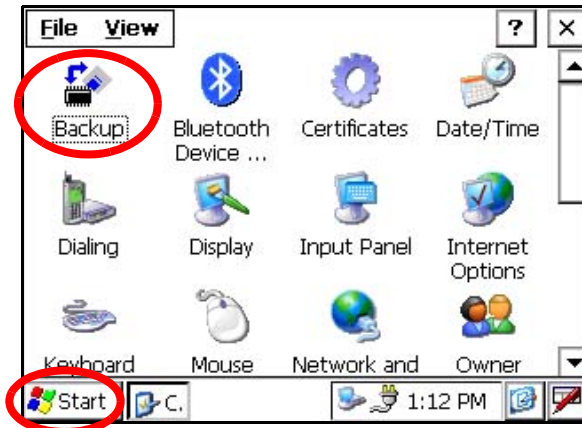 File View ? ×
Backup Bluetooth Device ... Certificates Date/Time
Dialing Display Input Panel Internet Options
Keyboard Mouse Network and Owner
Start C. 1:12 PM